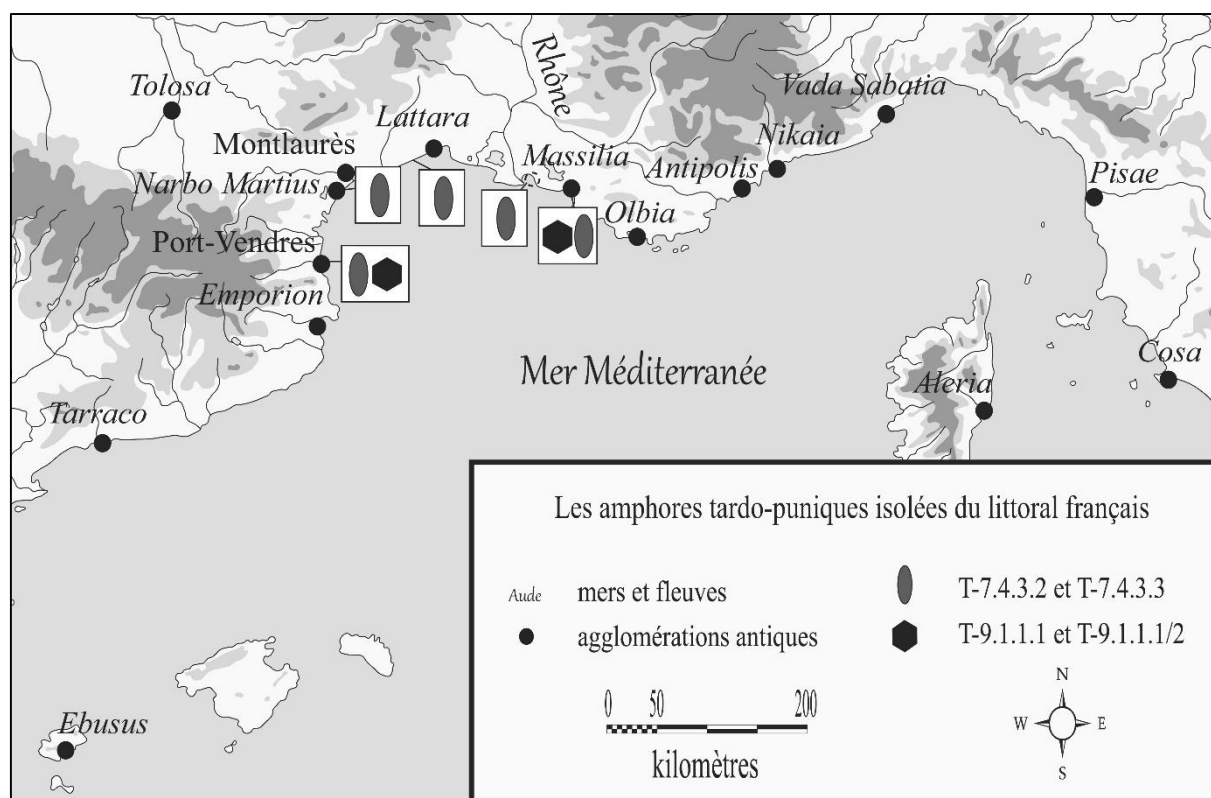 Rhône
Tolosa
Vada Sabatia
Lattara
Montlaurès
Massilia
Nikaia
Narbo Martius
Antipolis
Pisae
Olbia
Port-Vendres
Emporion
Mer Méditerranée
Cosa
Aleria
Tarraco
Ebusus
Les amphores tardo-puniques isolées du littoral français
Aude mers et fleuves
agglomérations antiques
T-7.4.3.2 et T-7.4.3.3
T-9.1.1.1 et T-9.1.1.1/2
0 50 200
kilomètres
N
W E
S